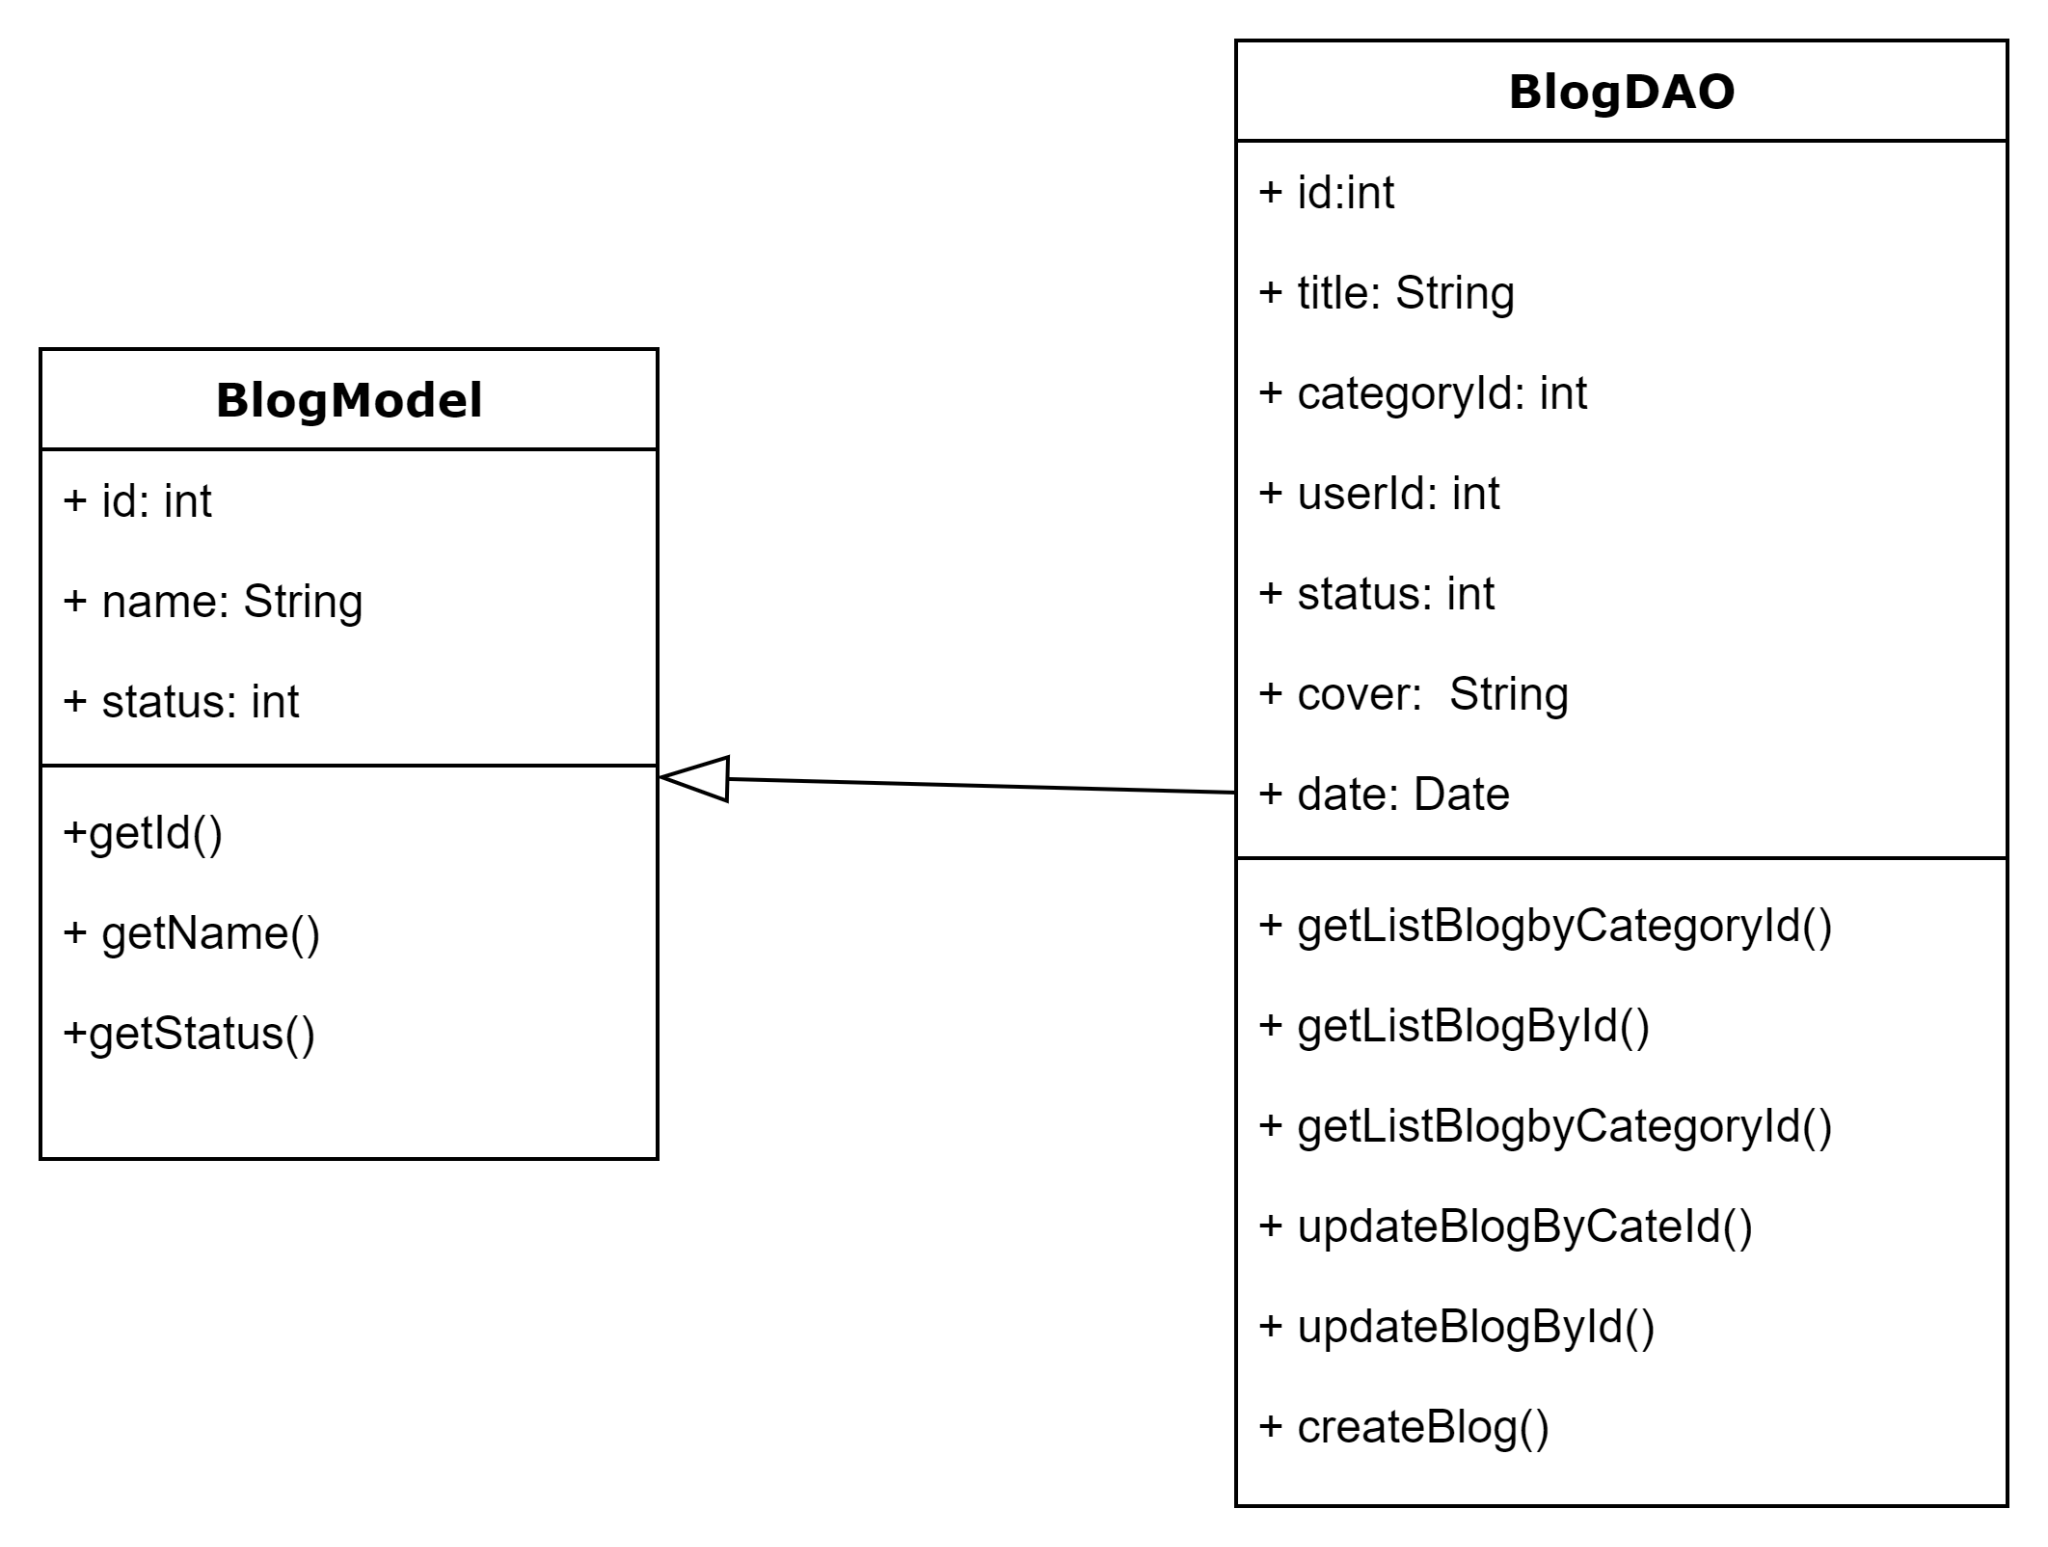 BlogModel
+ id: int
+ name: String
+ status: int
+getId()
+ getName()
+getStatus()
BlogDAO
+ id:int
+ title: String
+ categoryId: int
+ userId: int
+ status: int
+ cover:  String
+ date: Date
+ getListBlogbyCategoryId()
+ getListBlogById()
+ getListBlogbyCategoryId()
+ updateBlogByCateId()
+ updateBlogById()
+ createBlog()